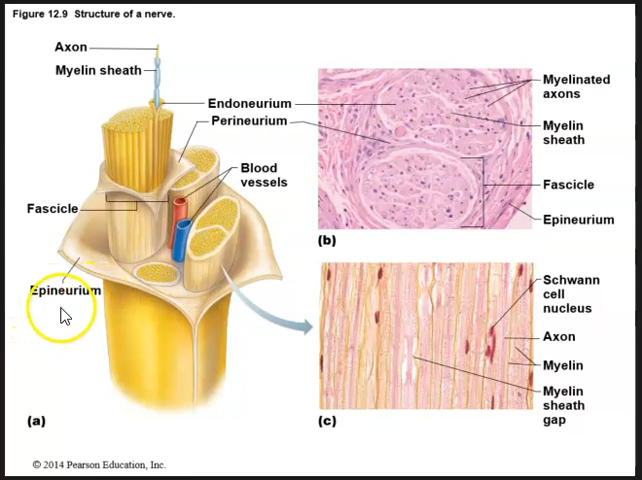 Figure 12.9 Structure of a nerve.
Axon
Myelin sheath
Endoneurium
Perineurium
Blood
vessels
Fascicle
Epineurium
(a)
Myelinated
axons
Myelin
sheath
Fascicle
Epineurium
(b)
Schwann
cell
nucleus
Axon
Myelin
Myelin
sheath
gap
(c)
© 2014 Pearson Education, Inc.